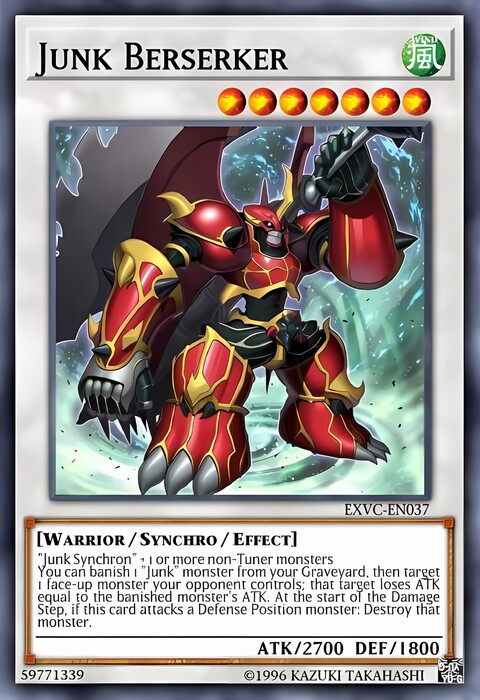 JUNK BERSERKER
風
EXVC-EN037
[WARRIOR / SYNCHRO / EFFECT]
"Junk Synchron" + 1 or more non-Tuner monsters
You can banish 1 "Junk" monster from your Graveyard, then target
1 face-up monster your opponent controls; that target loses ATK
equal to the banished monster's ATK. At the start of the Damage
Step, if this card attacks a Defense Position monster: Destroy that
monster.
ATK/2700 DEF/1800
59771339 ©1996 KAZUKI TAKAHASHI